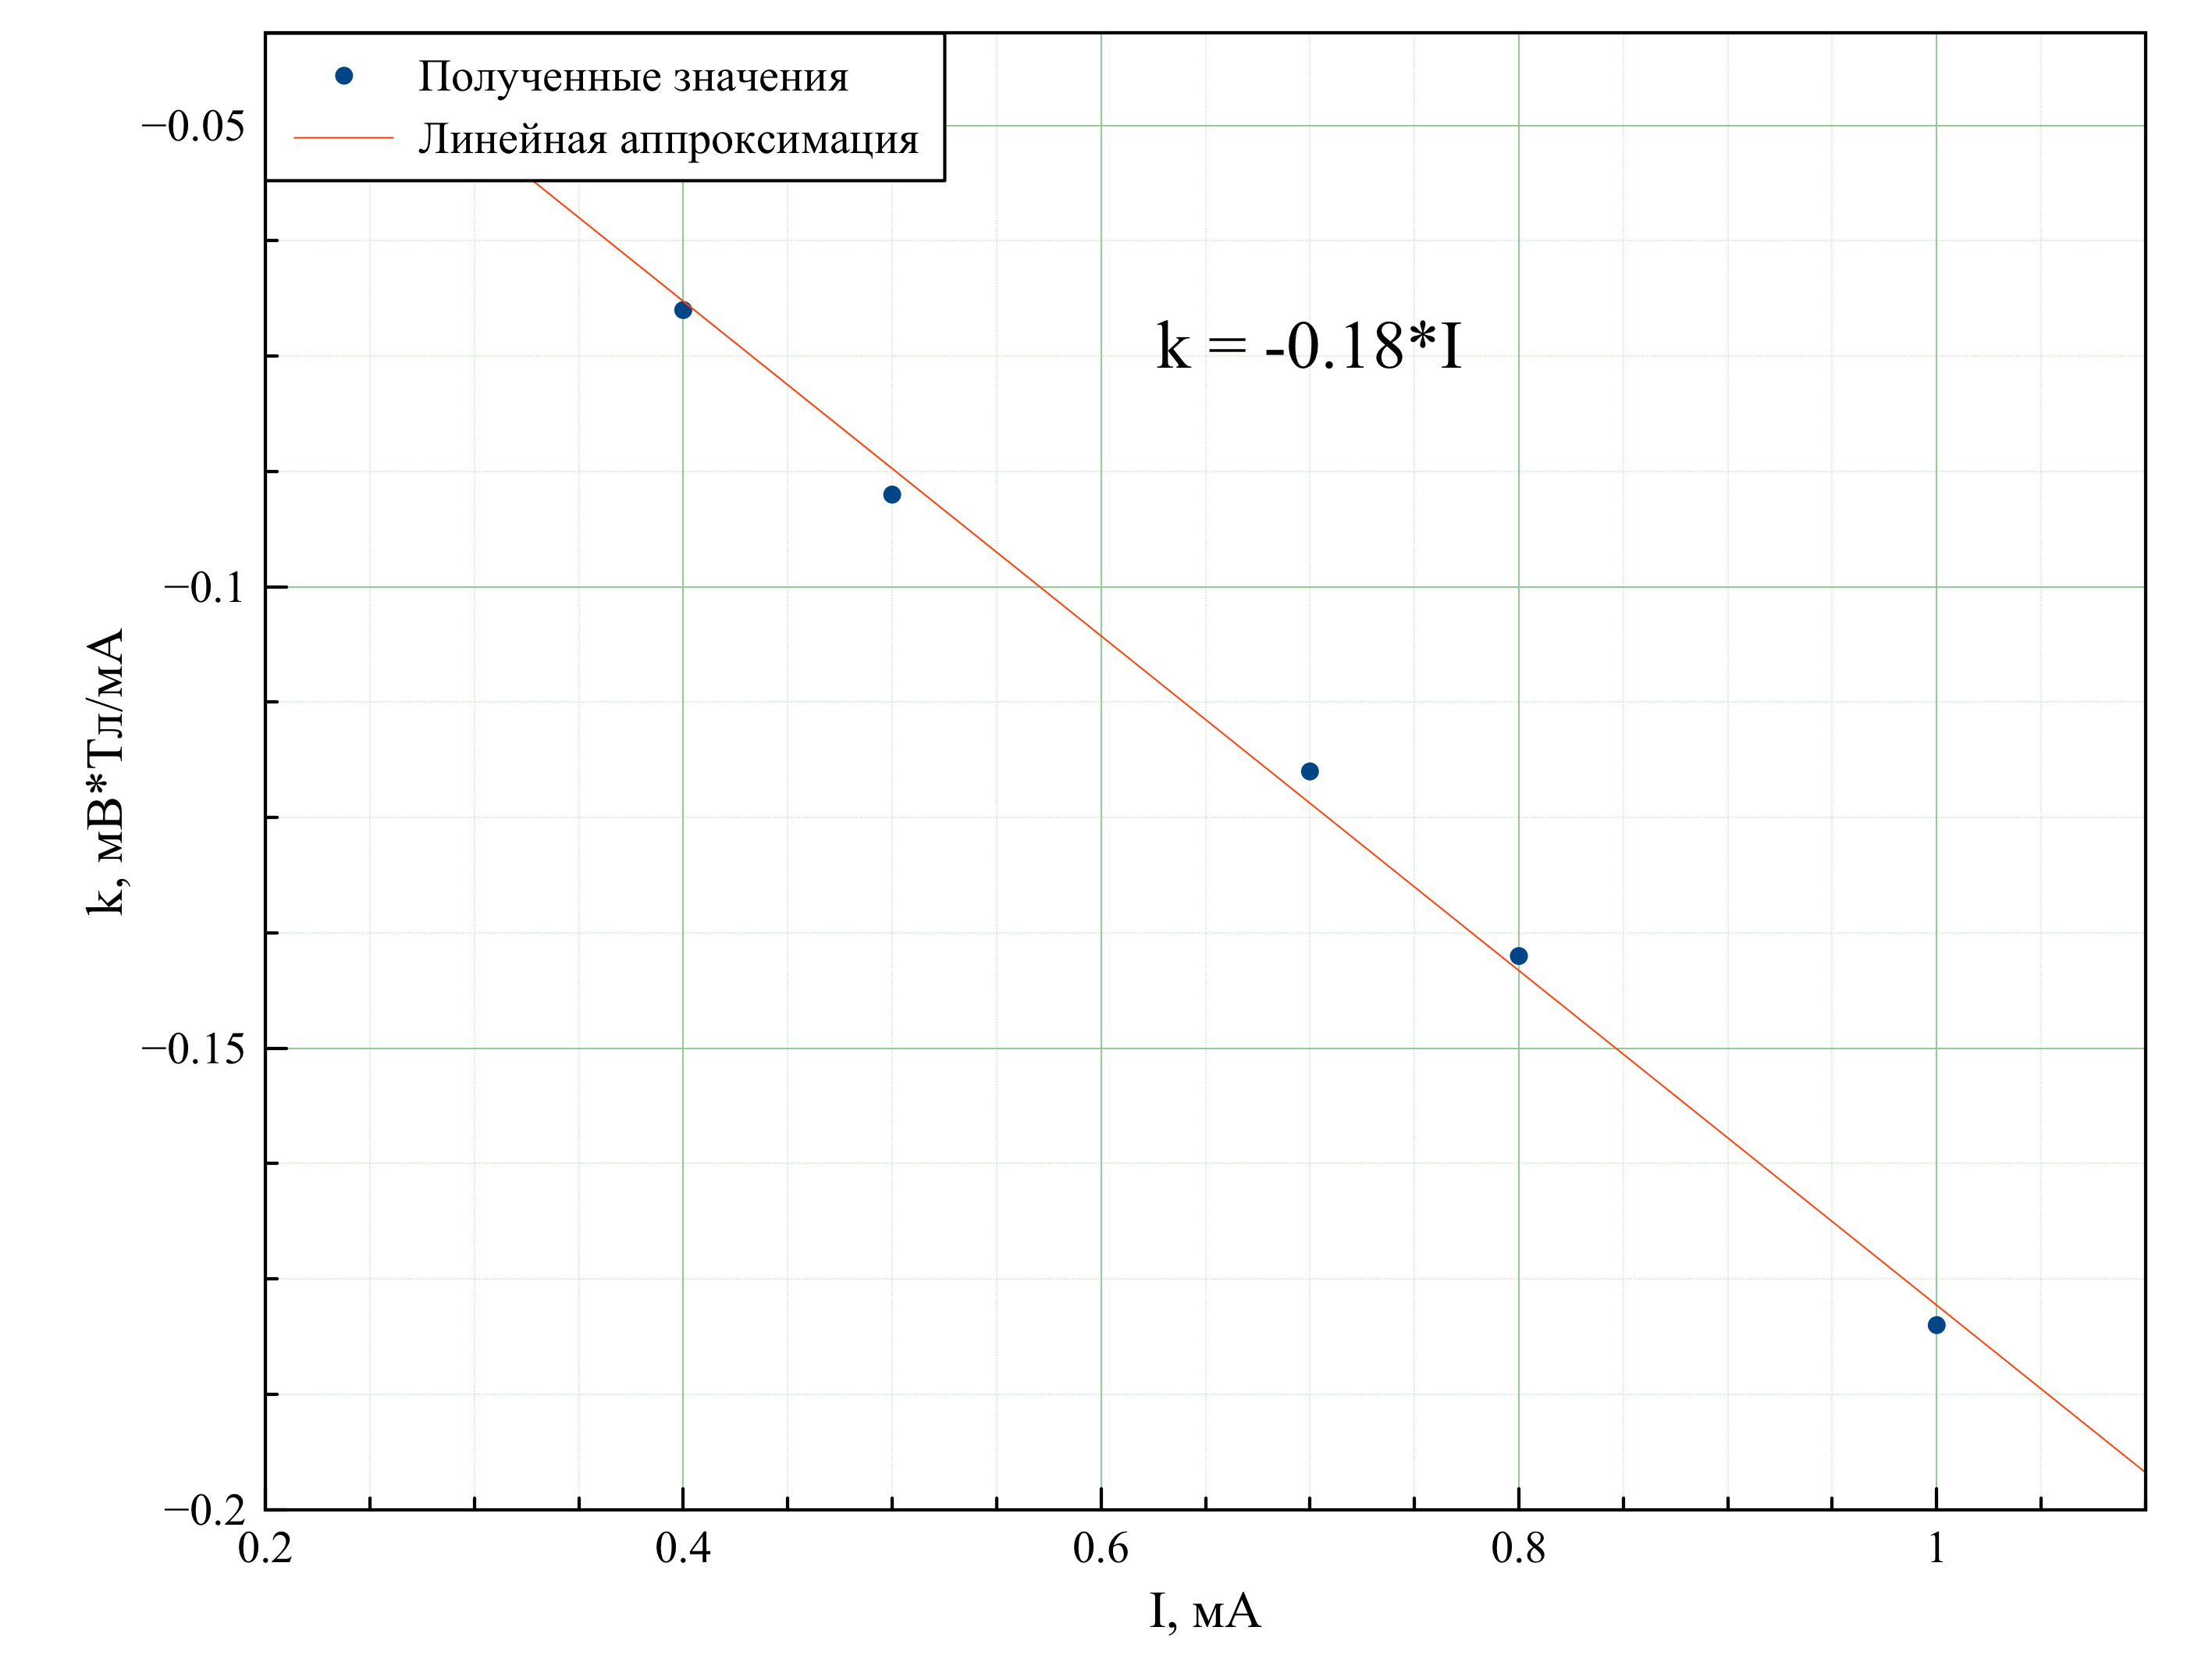 Полученные значения
Линейная аппроксимация
k = -0.18*I
−0.05
−0.1
−0.15
−0.2
k, мВ*Тл/мА
0.2 0.4 0.6 0.8 1
I, мА